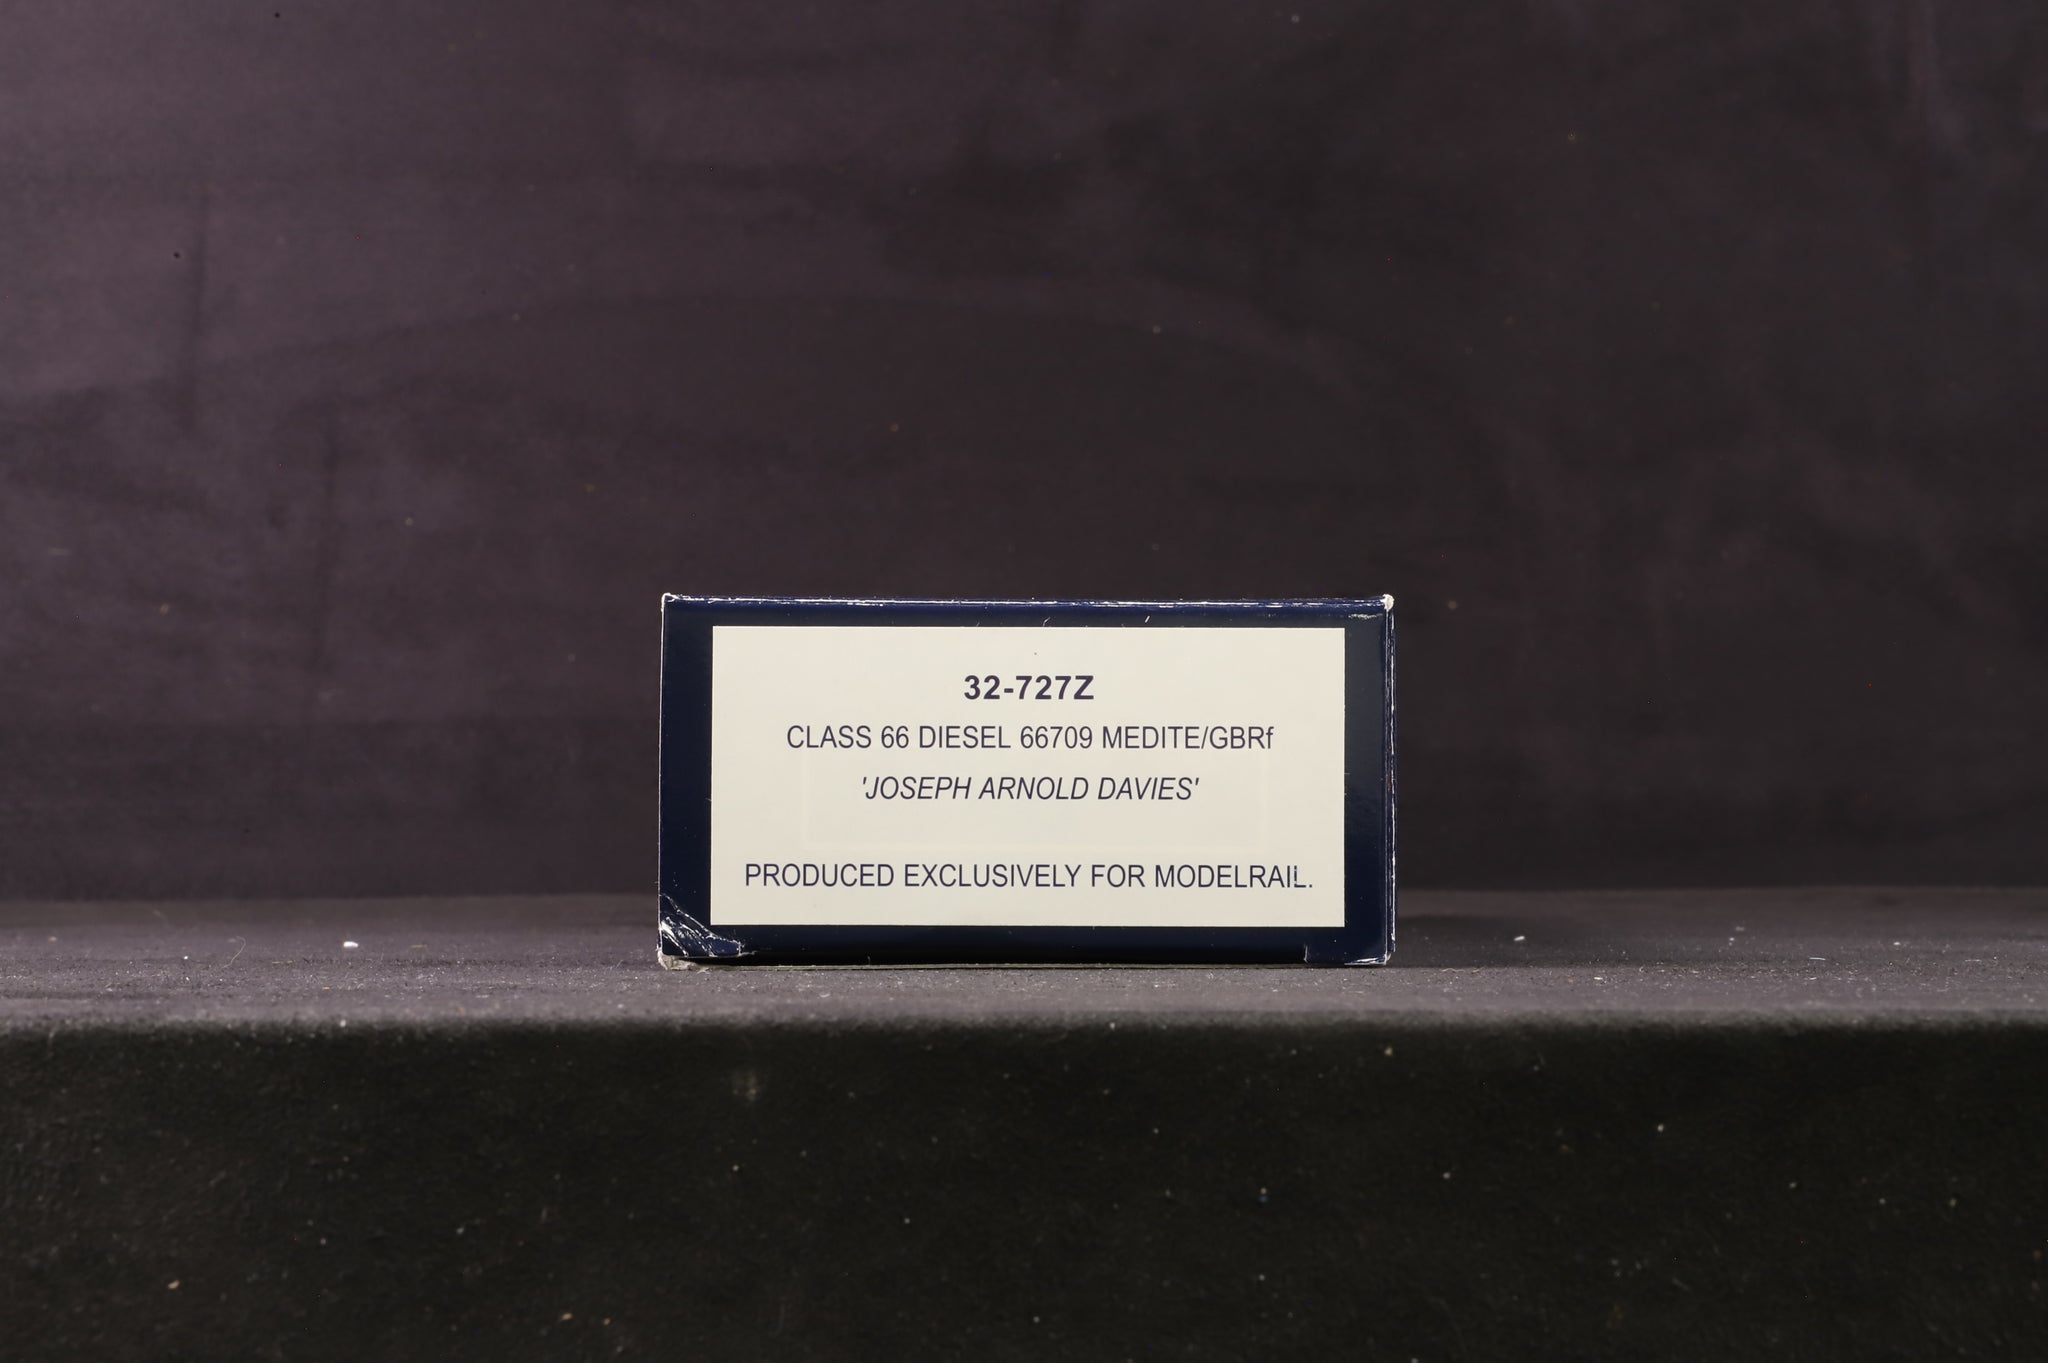 32-727Z
CLASS 66 DIESEL 66709 MEDITE/GBRf
'JOSEPH ARNOLD DAVIES'
PRODUCED EXCLUSIVELY FOR MODELRAIL.